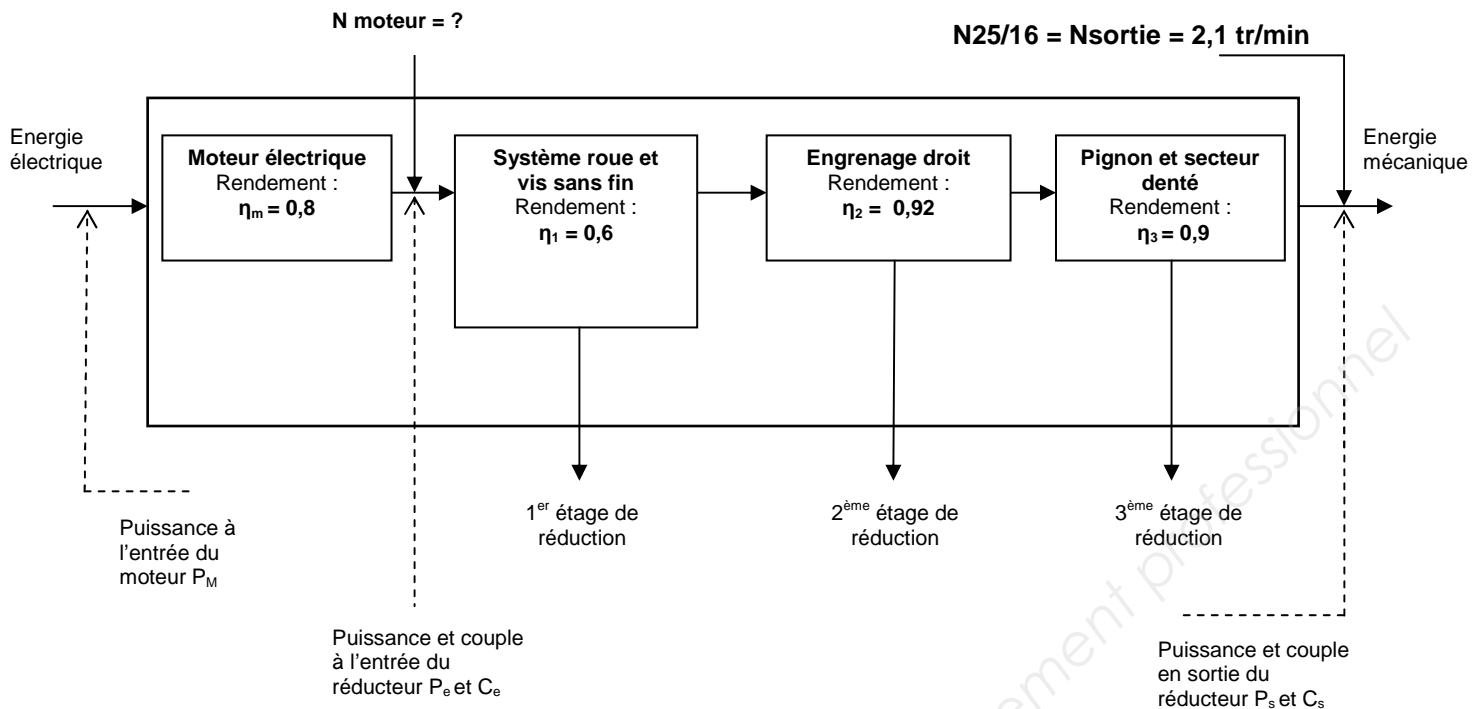 N moteur = ?
N25/16 = Nsortie = 2,1 tr/min
Energie
électrique
Moteur électrique
Rendement :
ηm = 0,8
Système roue et
vis sans fin
Rendement :
η1 = 0,6
Engrenage droit
Rendement :
η2 = 0,92
Pignon et secteur
denté
Rendement :
η3 = 0,9
Energie
mécanique
Puissance à
l'entrée du
moteur PM
1er étage de
réduction
2ème étage de
réduction
3ème étage de
réduction
Puissance et couple
à l'entrée du
réducteur Pe et Ce
Puissance et couple
en sortie du
réducteur Ps et Cs
ement professionnel